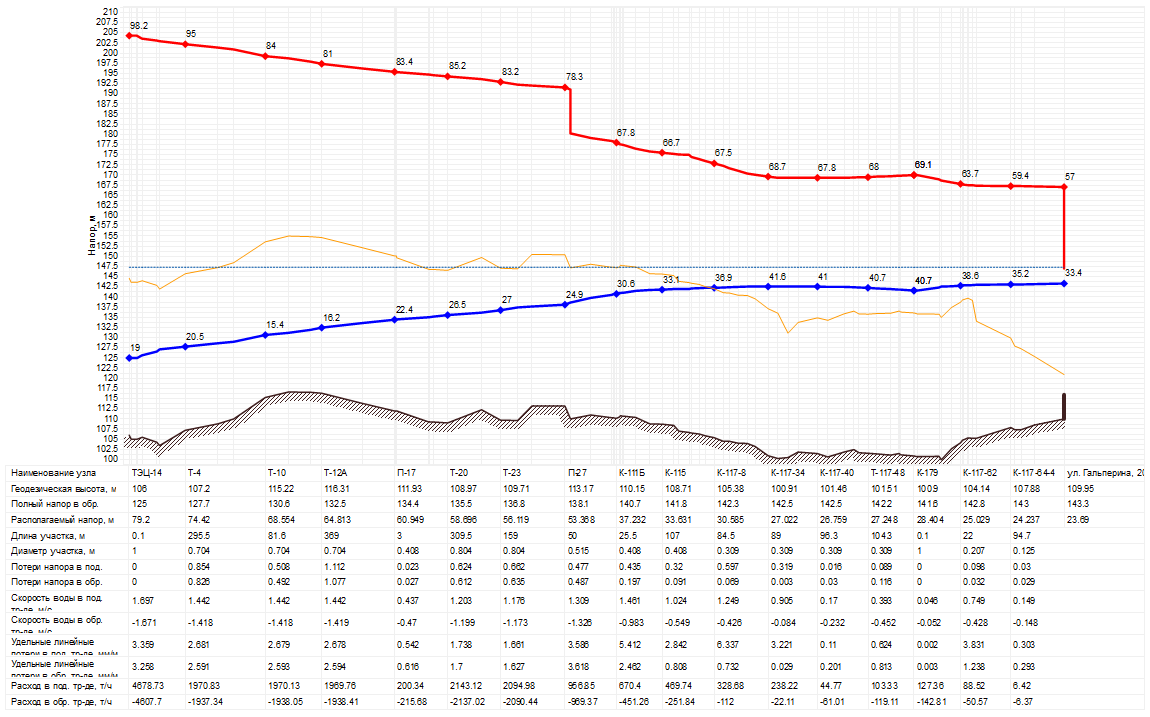 210
207.5
205
202.5
200
197.5
195
192.5
190
187.5
185
182.5
180
177.5
175
172.5
170
167.5
165
162.5
160
157.5
155
152.5
150
147.5
145
142.5
140
137.5
135
132.5
130
127.5
125
122.5
120
117.5
115
112.5
110
107.5
105
102.5
100
Напор, м
98.2 95 84 81 83.4 85.2 83.2 78.3 67.8 66.7 67.5 68.7 67.8 68 69.1 63.7 59.4 57
19 20.5 15.4 16.2 22.4 26.5 27 24.9 30.6 33.1 36.9 41.6 41 40.7 40.7 38.6 35.2 33.4
Наименование узла ТЭЦ-14 Т-4 Т-10 Т-12А П-17 Т-20 Т-23 П27 К-111Б К-115 К-117-8 К-117-34 К-117-40 Т-117-48 К-179 К-117-62 К-117-64-4 ул. Гальперина, 20
Геодезическая высота, м 106 107.2 115.22 116.31 111.93 108.97 109.71 113.17 110.15 108.71 105.38 100.91 101.46 101.51 100.9 104.14 107.88 109.95
Полный напор в обр. 125 127.7 130.6 132.5 134.4 135.5 136.8 138.1 140.7 141.8 142.3 142.5 142.5 142.2 141.6 142.8 143 143.3
Располагаемый напор, м 79.2 74.42 68.554 64.813 60.949 58.696 56.119 53.368 37.232 33.631 30.585 27.022 26.759 27.248 28.404 25.029 24.237 23.69
Длина участка, м 0.1 295.5 81.6 369 3 309.5 159 50 25.5 107 84.5 89 96.3 104.3 0.1 22 94.7
Диаметр участка, м 1 0.704 0.704 0.704 0.408 0.804 0.804 0.515 0.408 0.408 0.309 0.309 0.309 0.309 1 0.207 0.125
Потери напора в под. 0 0.854 0.508 1.112 0.023 0.624 0.662 0.477 0.435 0.32 0.597 0.319 0.016 0.089 0 0.098 0.03
Потери напора в обр. 0 0.826 0.492 1.077 0.027 0.612 0.635 0.487 0.197 0.091 0.069 0.003 0.03 0.116 0 0.032 0.029
Скорость воды в под. 1.697 1.442 1.442 1.442 0.437 1.203 1.176 1.309 1.461 1.024 1.249 0.905 0.17 0.393 0.046 0.749 0.149
тр-де, м/с
Скорость воды в обр. -1.671 -1.418 -1.418 -1.419 -0.47 -1.199 -1.173 -1.326 -0.983 -0.549 -0.426 -0.084 -0.232 -0.452 -0.052 -0.428 -0.148
тр-де, м/с
Удельные линейные 3.359 2.681 2.679 2.678 0.542 1.738 1.661 3.586 5.412 2.842 6.337 3.221 0.11 0.624 0.002 3.831 0.303
потери в под. тр-де, мм/м
Удельные линейные 3.258 2.591 2.593 2.594 0.616 1.7 1.627 3.618 2.462 0.808 0.732 0.029 0.201 0.813 0.003 1.238 0.293
потери в обр. тр-де, мм/м
Расход в под. тр-де, т/ч 4678.73 1970.83 1970.13 1969.76 200.34 2143.12 2094.98 956.85 670.4 469.74 328.68 238.22 44.77 103.33 127.36 88.52 6.42
Расход в обр. тр-де, т/ч -4607.7 -1937.34 -1938.05 -1938.41 -215.68 -2137.02 -2090.44 -969.37 -451.26 -251.84 -112 -22.11 -61.01 -119.11 -142.81 -50.57 -6.37